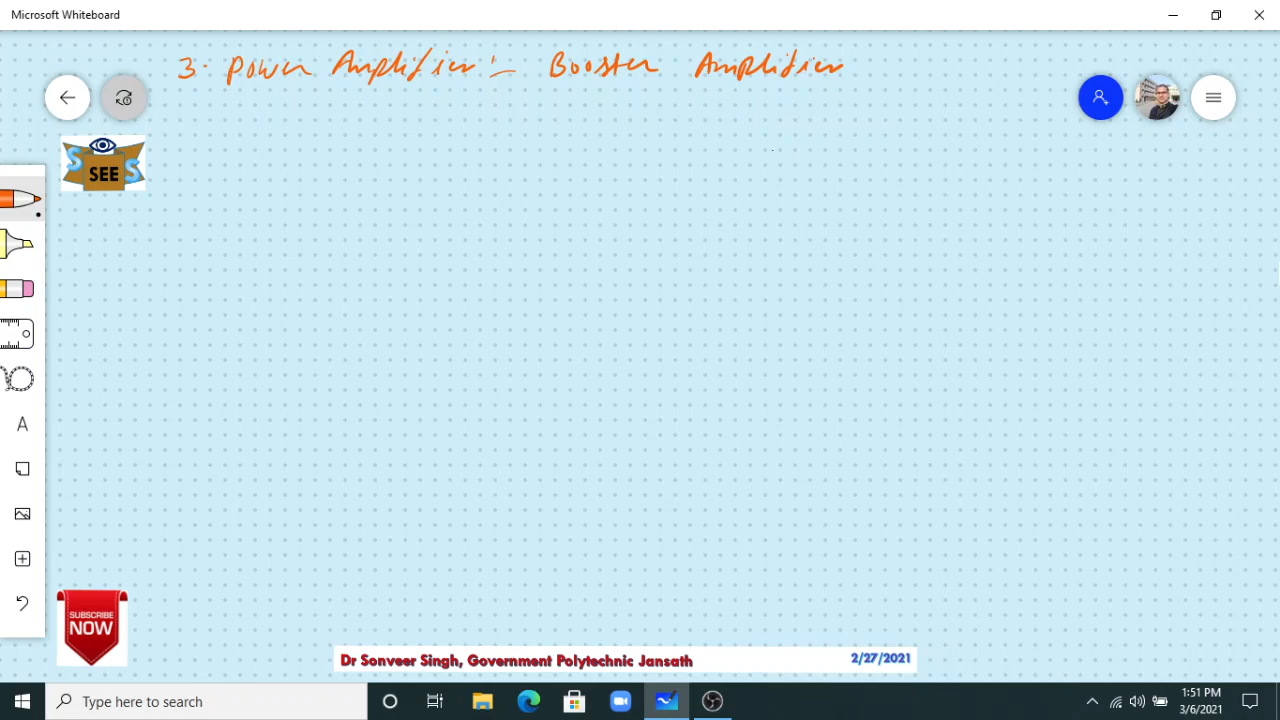 Microsoft Whiteboard
3. Power Amplifier :- Booster Amplifier
S SEE S
A
SUBSCRIBE
NOW
Dr Sonveer Singh, Government Polytechnic Jansath
2/27/2021
Type here to search
1:51 PM
3/6/2021